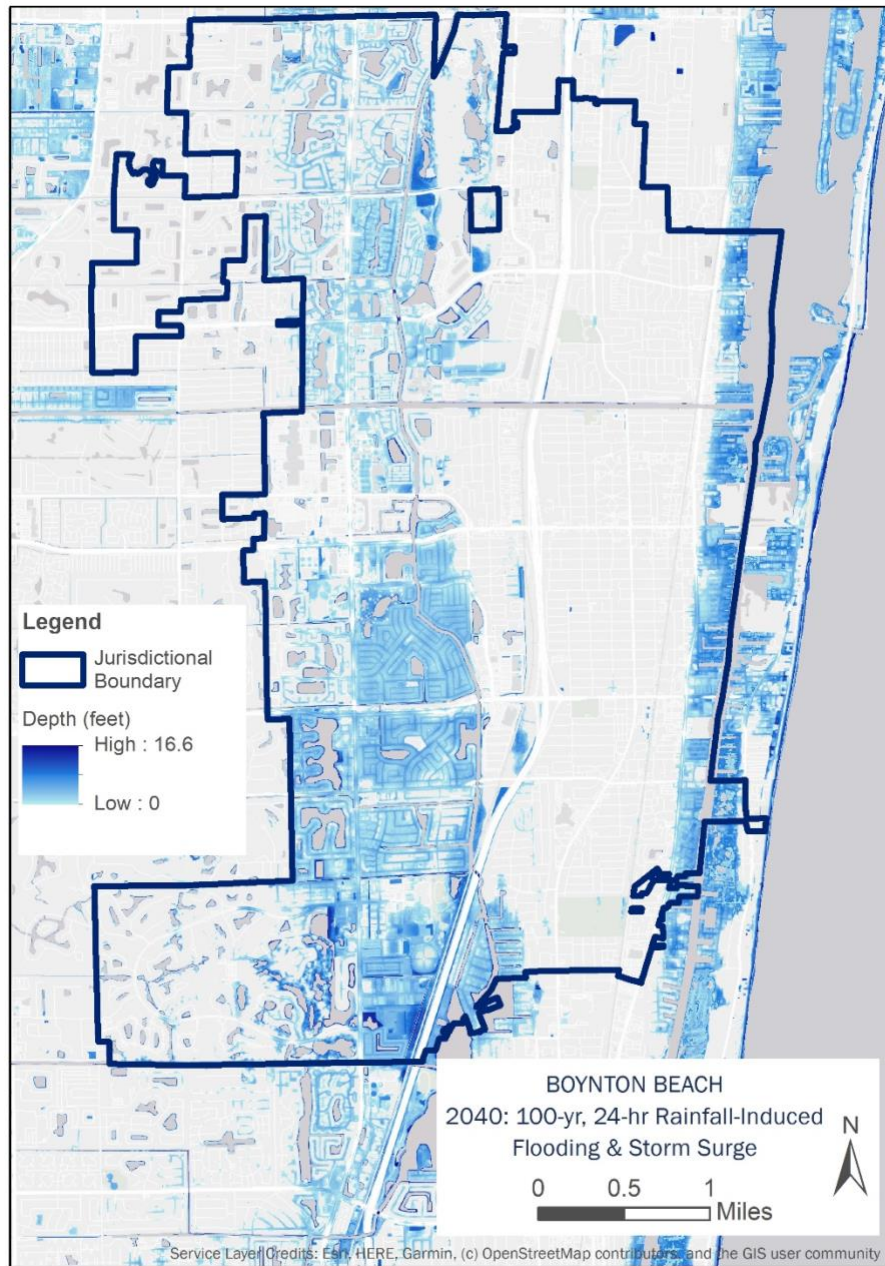 Legend
Jurisdictional
Boundary
Depth (feet)
High : 16.6
Low : 0
BOYNTON BEACH
2040: 100-yr, 24-hr Rainfall-Induced
Flooding & Storm Surge
N
0 0.5 1
Miles
Service Layer Credits: Esri, HERE, Garmin, (c) OpenStreetMap contributors, and the GIS user community